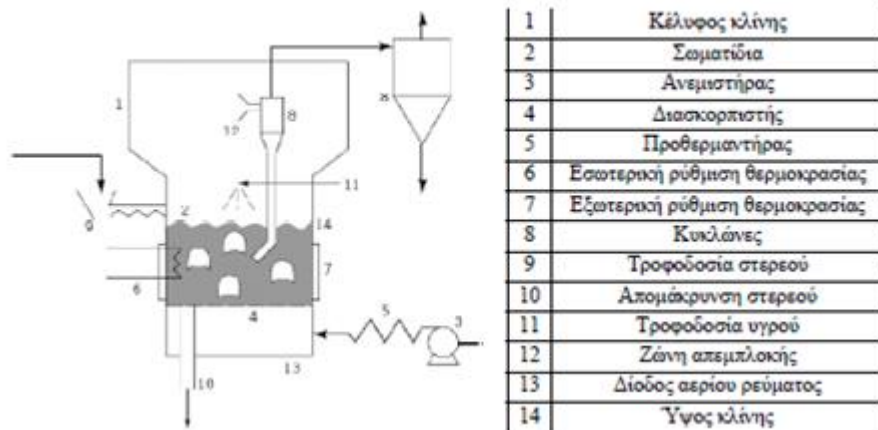 1 Κέλυφος κλίνης
2 Σωματίδια
3 Ανεμιστήρας
4 Διασκορπιστής
5 Προθερμαντήρας
6 Εσωτερική ρύθμιση θερμοκρασίας
7 Εξωτερική ρύθμιση θερμοκρασίας
8 Κυκλώνες
9 Τροφοδοσία στερεού
10 Απομάκρυνση στερεού
11 Τροφοδοσία υγρού
12 Ζώνη απεμπλοκής
13 Δίοδος αερίου ρεύματος
14 Ύψος κλίνης
1
8
8
12
11
9
2
14
6
7
4
5
3
10
13